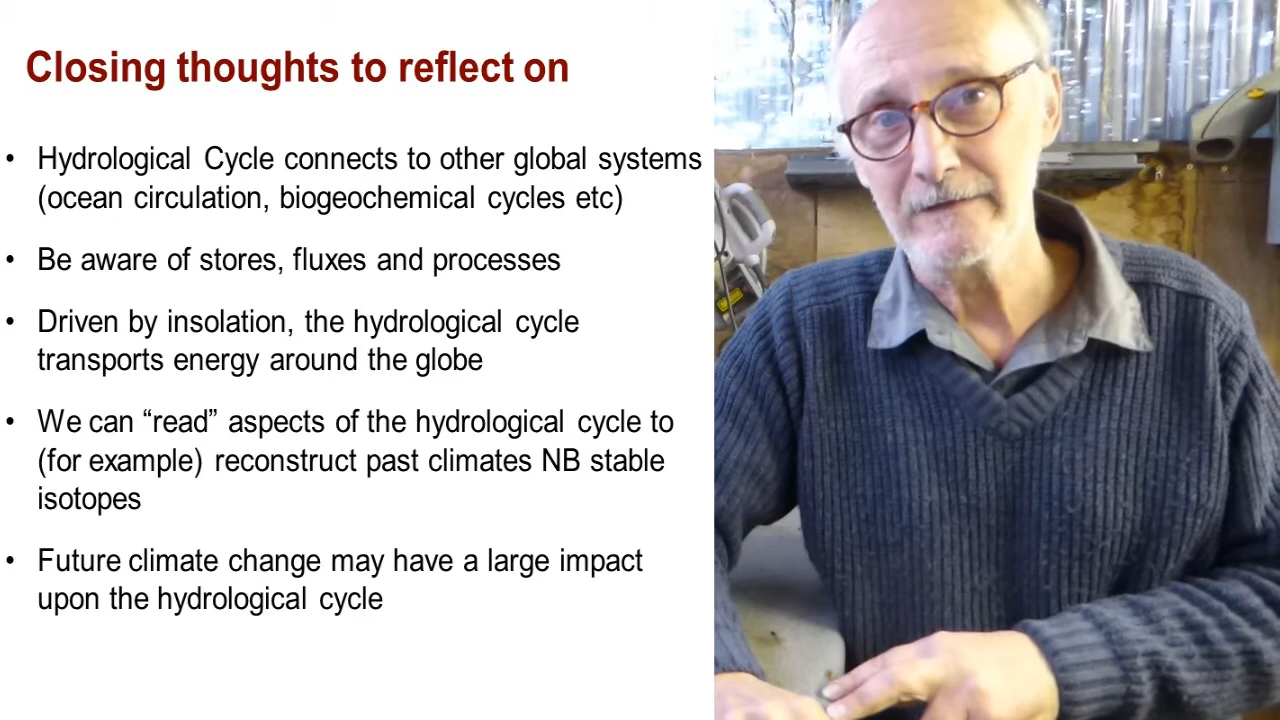 Closing thoughts to reflect on
• Hydrological Cycle connects to other global systems
(ocean circulation, biogeochemical cycles etc)
• Be aware of stores, fluxes and processes
• Driven by insolation, the hydrological cycle
transports energy around the globe
• We can “read” aspects of the hydrological cycle to
(for example) reconstruct past climates NB stable
isotopes
• Future climate change may have a large impact
upon the hydrological cycle